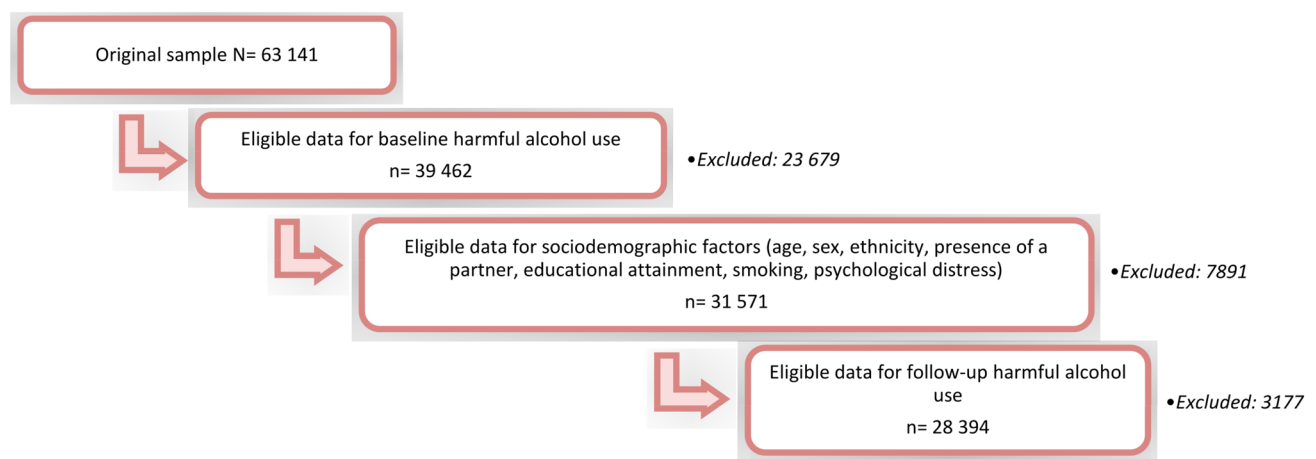 Original sample N= 63 141
Eligible data for baseline harmful alcohol use
n= 39 462
•Excluded: 23 679
Eligible data for sociodemographic factors (age, sex, ethnicity, presence of a
partner, educational attainment, smoking, psychological distress)
n= 31 571
•Excluded: 7891
Eligible data for follow-up harmful alcohol
use
n= 28 394
•Excluded: 3177